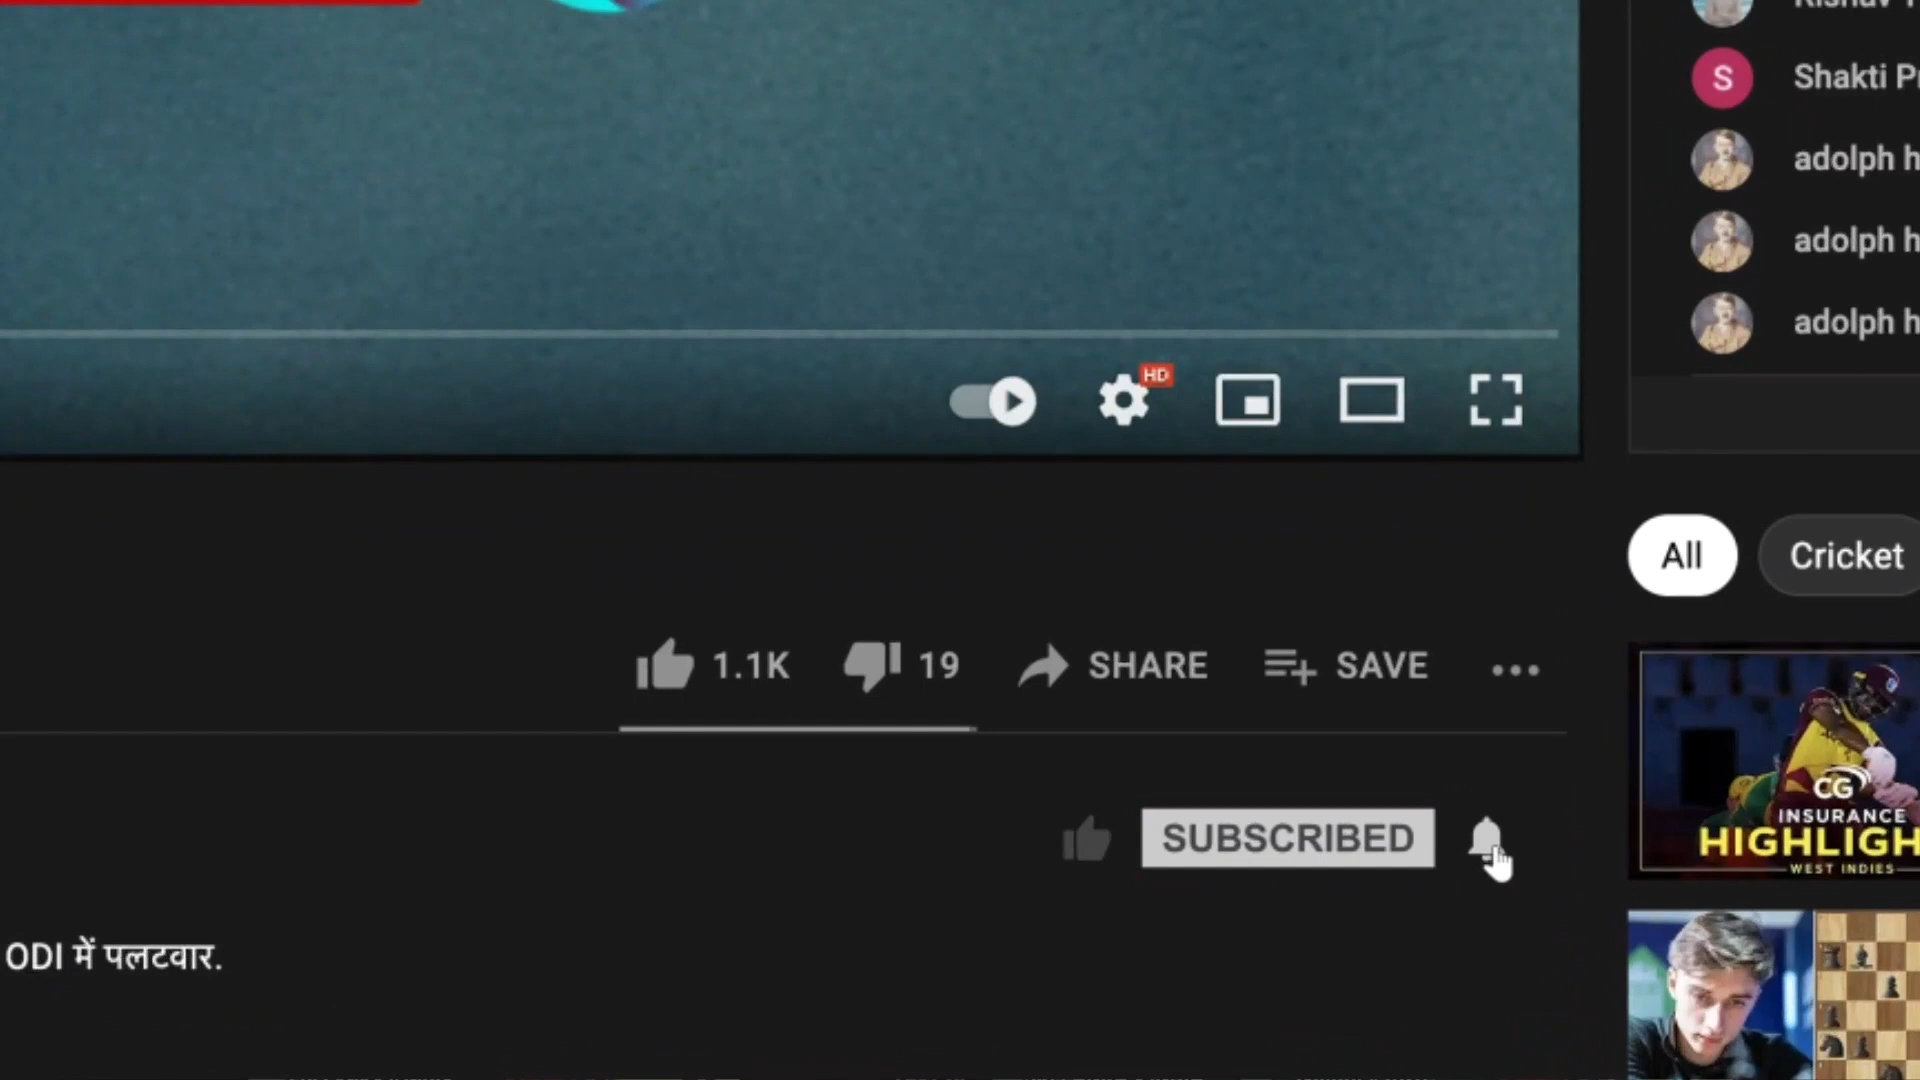 Shakti
S
adolph
adolph
adolph
HD
All
Cricket
1.1K
19
SHARE
SAVE
CG
INSURANCE
WEST INDIES
SUBSCRIBED
ODI में पलटवार.